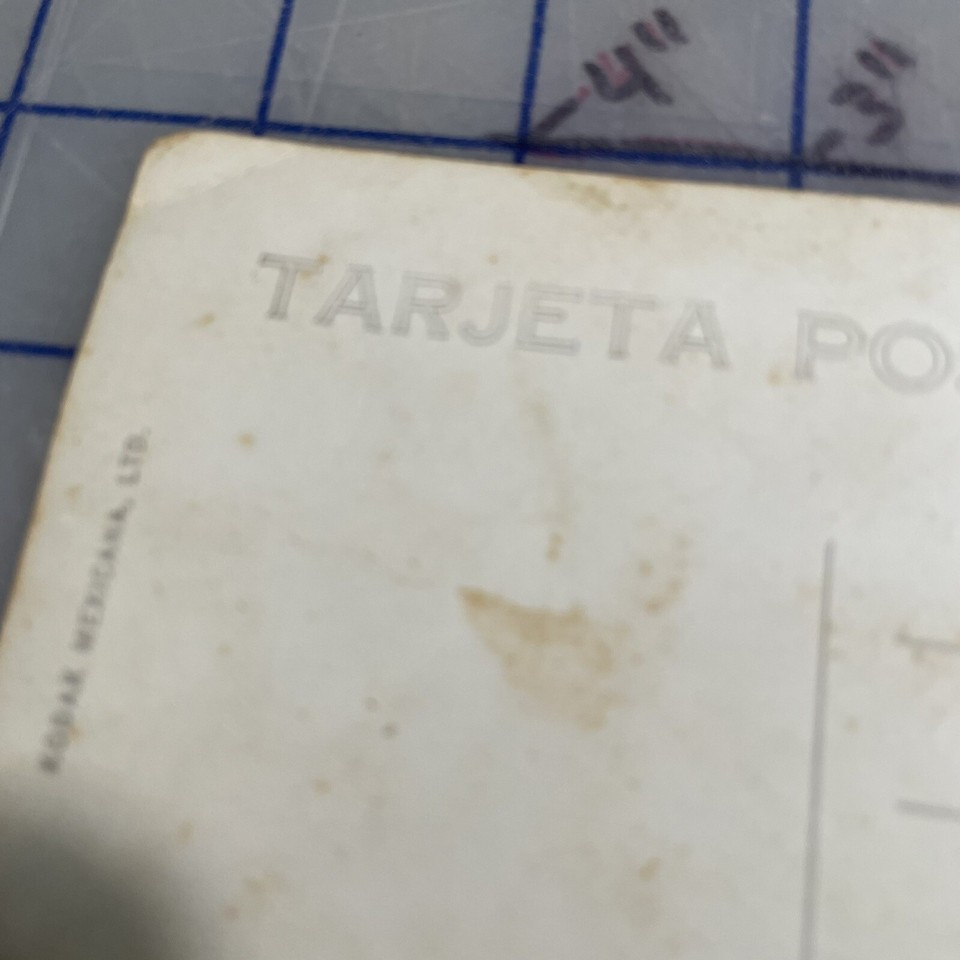 -4"
-3"
TARJETA PO
KODAK MEXICANA, LTD.